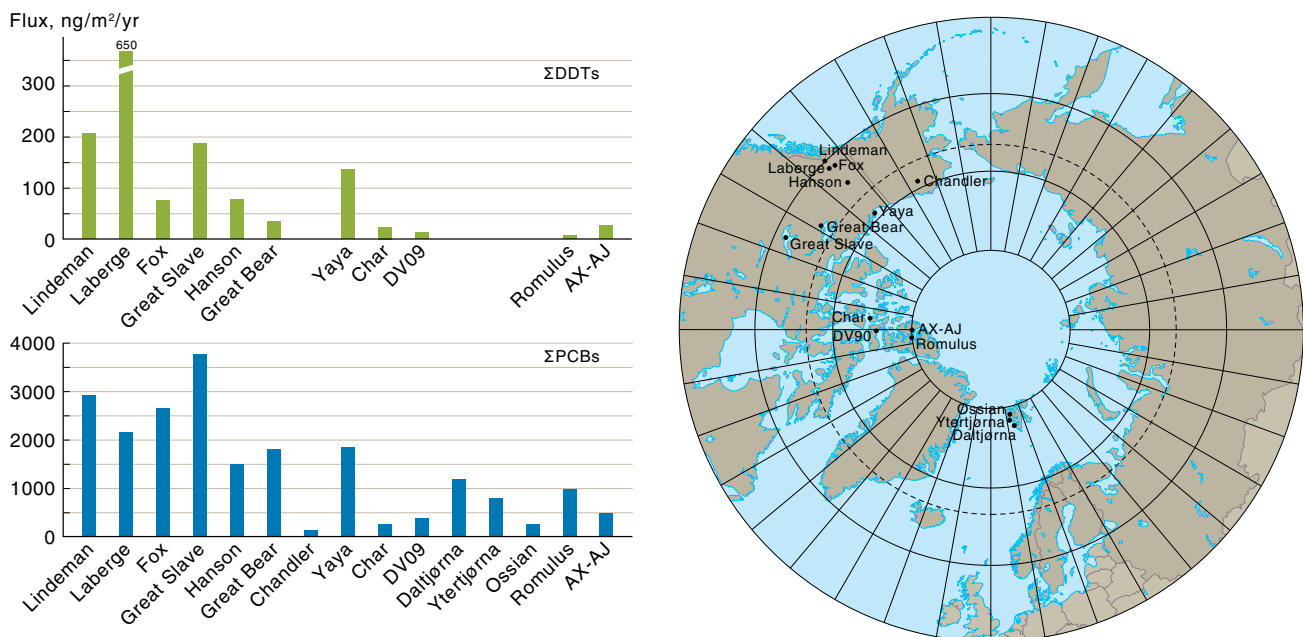 Flux, ng/m²/yr
650
ΣDDTs
300
200
100
0
Lindeman
Laberge
Fox
Great Slave
Hanson
Great Bear
Yaya
Char
DV09
Romulus
AX-AJ
4000
ΣPCBs
3000
2000
1000
0
Lindeman
Laberge
Fox
Great Slave
Hanson
Great Bear
Chandler
Yaya
Char
DV09
Daltjørna
Ytertjørna
Ossian
Romulus
AX-AJ
Lindeman
Laberge Fox
Hanson
Chandler
Yaya
Great Bear
Great Slave
Char
AX-AJ
DV90
Romulus
Ossian
Ytertjørna
Daltjørna